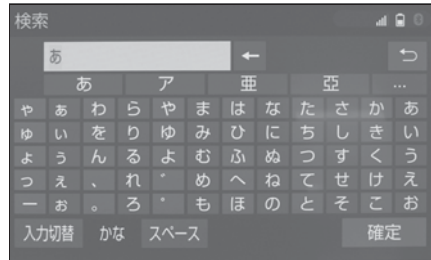 検索
あ ←
あ ア 亜 亞 ...
ゃ ぁ わ ら や ま は な た さ か あ
ゅ ぃ を り ゆ み ひ に ち し き い
ょ ぅ ん る よ む ふ ぬ つ す く う
っ ぇ 、 れ ゛ め へ ね て せ け え
ー ぉ 。 ろ ゜ も ほ の と そ こ お
入力切替 かな スペース 確定